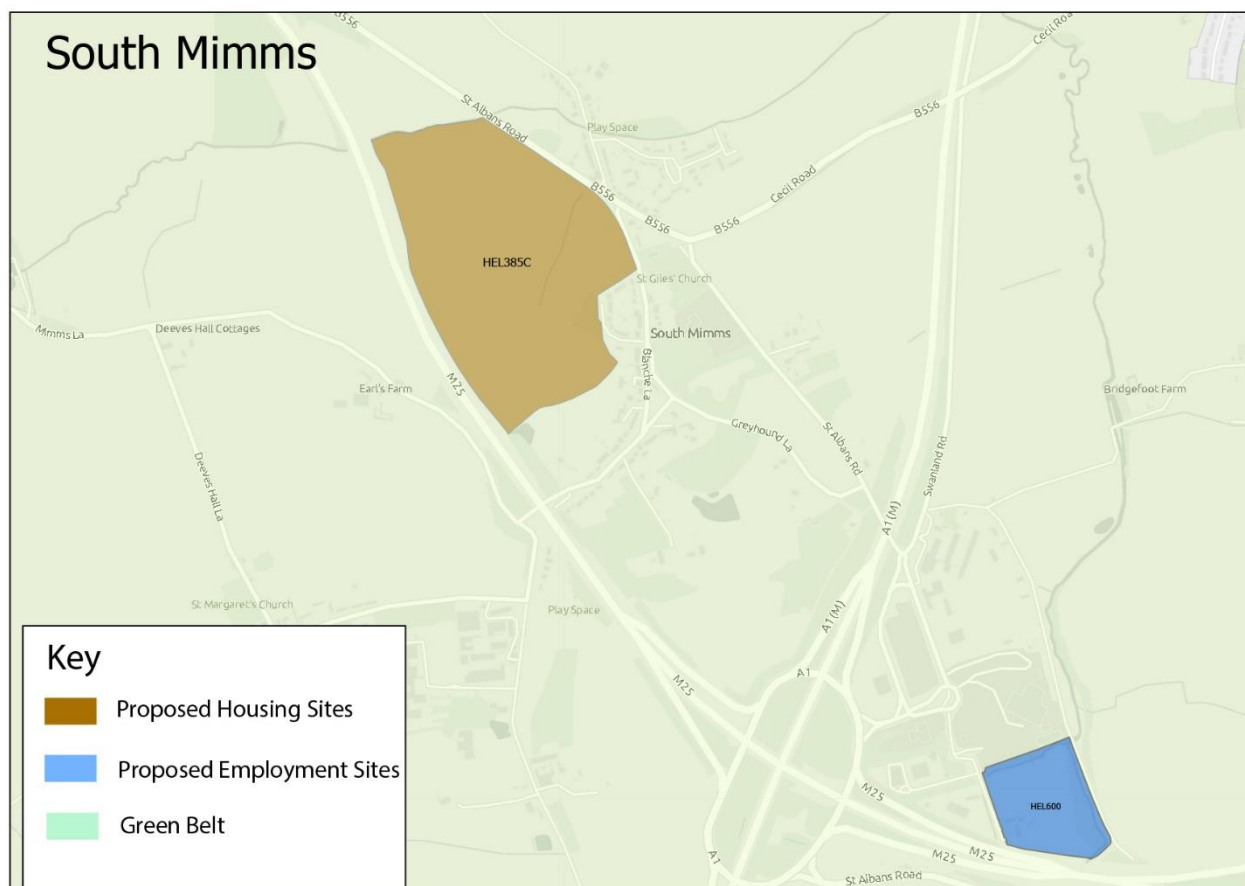 South Mimms
Cecil Road
B556
St Albans Road
Play Space
B556
Cecil Road
B556
B556
B556
HEL385C
St Giles' Church
South Mimms
Mimms La
Deeves Hall Cottages
Earl's Farm
M25
Blanche La
Bridgefoot Farm
Greyhound La
St Albans Rd
Swanland Rd
Deeves Hall La
A1(M)
St Margaret's Church
Play Space
A1(M)
A1
M25
M25
M25
M25
HEL600
A1
St Albans Road
Key
Proposed Housing Sites
Proposed Employment Sites
Green Belt